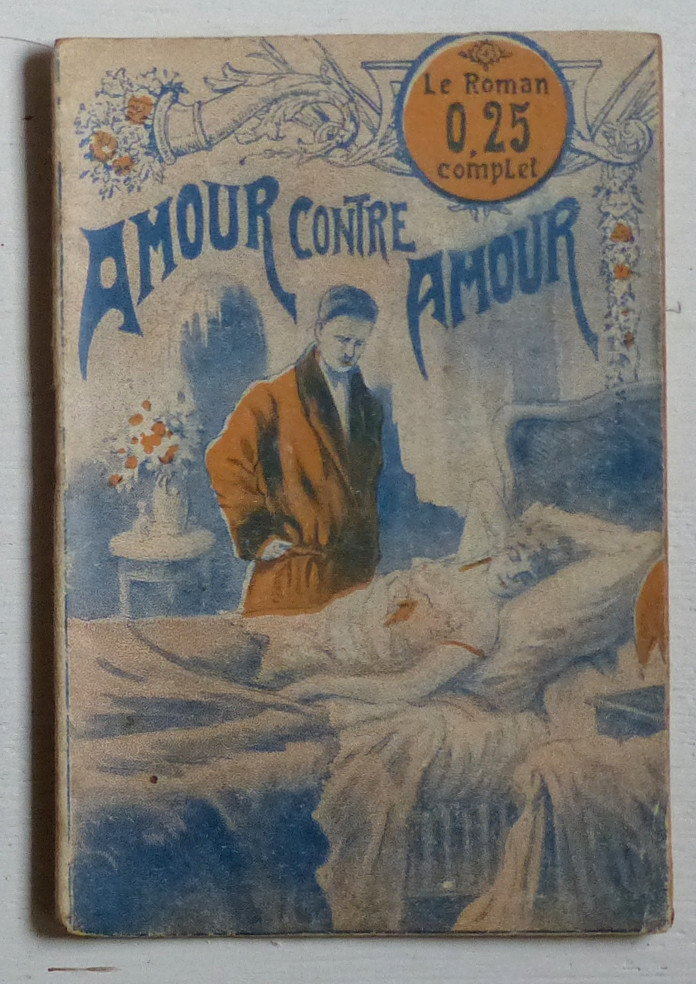 Le Roman
0,25
complet
AMOUR CONTRE
AMOUR